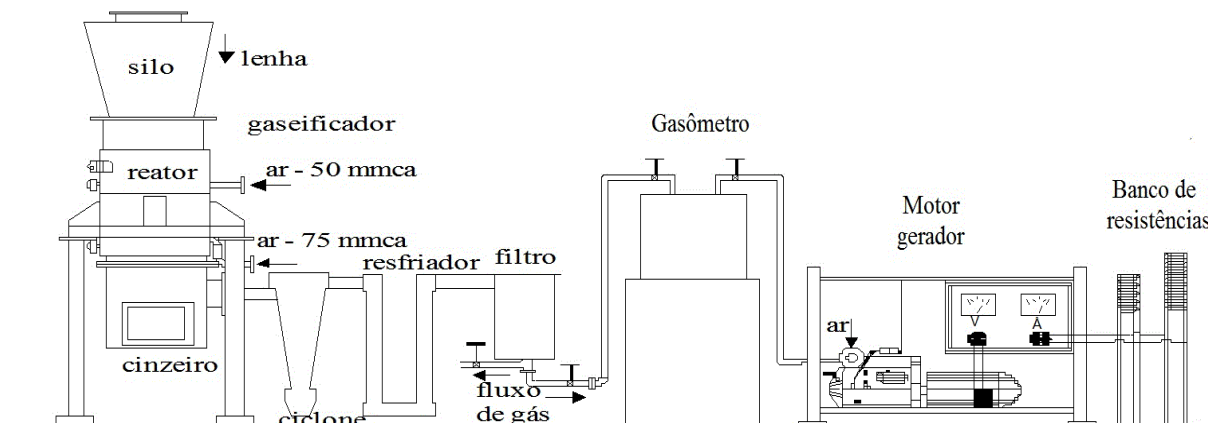 silo
lenha
gaseificador
reator
ar - 50 mmca
ar - 75 mmca
resfriador
filtro
cinzeiro
ciclone
fluxo
de gás
Gasômetro
Motor
gerador
ar
V
A
Banco de
resistências